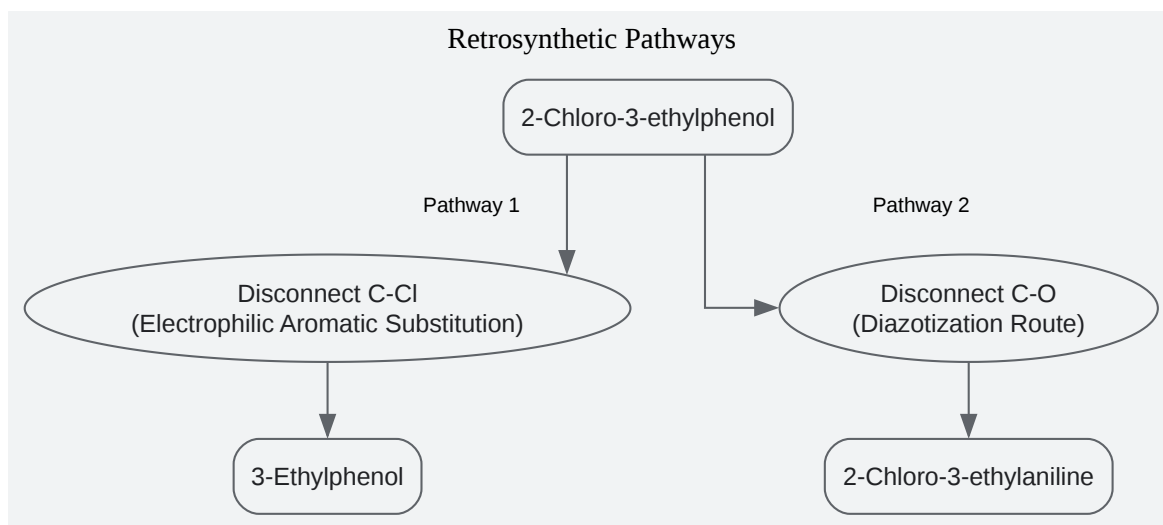 Retrosynthetic Pathways
2-Chloro-3-ethylphenol
Pathway 1
Pathway 2
Disconnect C-Cl
(Electrophilic Aromatic Substitution)
Disconnect C-O
(Diazotization Route)
3-Ethylphenol
2-Chloro-3-ethylaniline